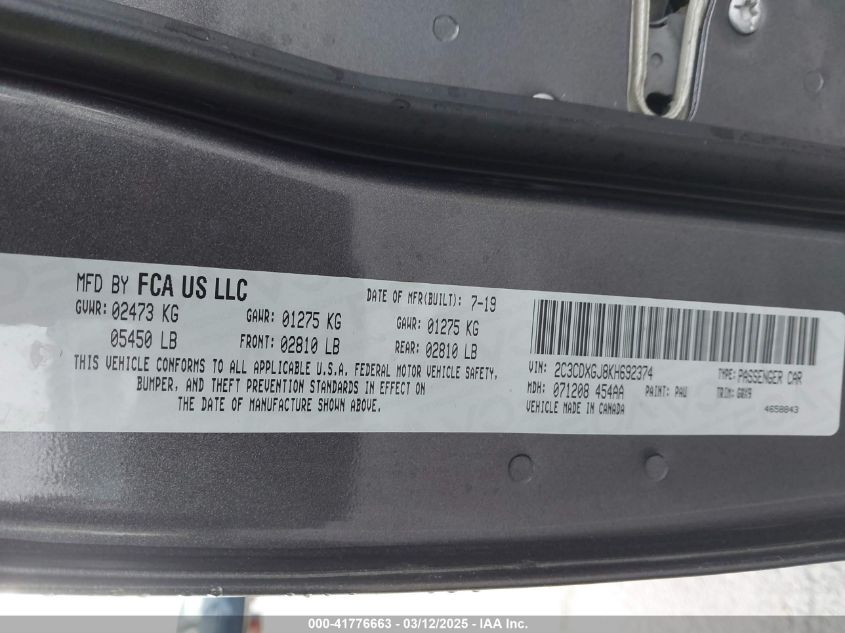 MFD BY FCA US LLC
DATE OF MFR(BUILT): 7-19
GVWR: 02473 KG
GAWR: 01275 KG
GAWR: 01275 KG
05450 LB
FRONT: 02810 LB
REAR: 02810 LB
THIS VEHICLE CONFORMS TO ALL APPLICABLE U.S.A. FEDERAL MOTOR VEHICLE SAFETY,
BUMPER, AND THEFT PREVENTION STANDARDS IN EFFECT ON
THE DATE OF MANUFACTURE SHOWN ABOVE.
VIN: 2C3CDXGJ8KH692374
TYPE: PASSENGER CAR
MDH: 071208 454AA
PAINT: PAU
TRIM: G8X9
VEHICLE MADE IN CANADA
4658843
000-41776663 - 03/12/2025 - IAA Inc.